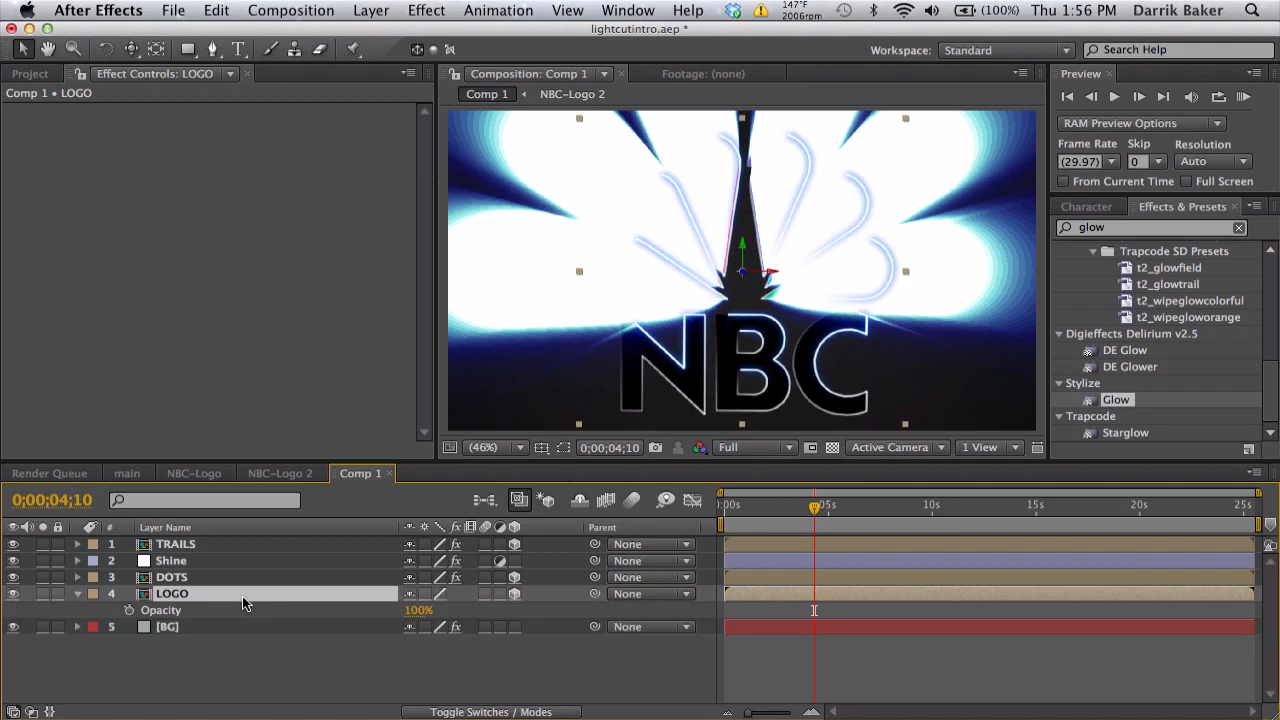 After Effects File Edit Composition Layer Effect Animation View Window Help 147°F 2006rpm (100%) Thu 1:56 PM Darrik Baker
lightcutintro.aep *
T Workspace: Standard Search Help
Project Effect Controls: LOGO Composition: Comp 1 Footage: (none) Preview
Comp 1 • LOGO Comp 1 NBC-Logo 2
RAM Preview Options
Frame Rate Skip Resolution
(29.97) 0 Auto
From Current Time Full Screen
Character Effects & Presets
glow
Trapcode SD Presets
t2_glowfield
t2_glowtrail
t2_wipeglowcolorful
t2_wipegloworange
Digieffects Delirium v2.5
DE Glow
DE Glower
Stylize
Glow
Trapcode
Starglow
NBC
(46%) 0;00;04;10 Full Active Camera 1 View
Render Queue main NBC-Logo NBC-Logo 2 Comp 1
0;00;04;10 :00s 05s 10s 15s 20s 25s
# Layer Name fx Parent
1 TRAILS fx None
2 Shine fx None
3 DOTS fx None
4 LOGO None
Opacity 100%
5 [BG] fx None
Toggle Switches / Modes